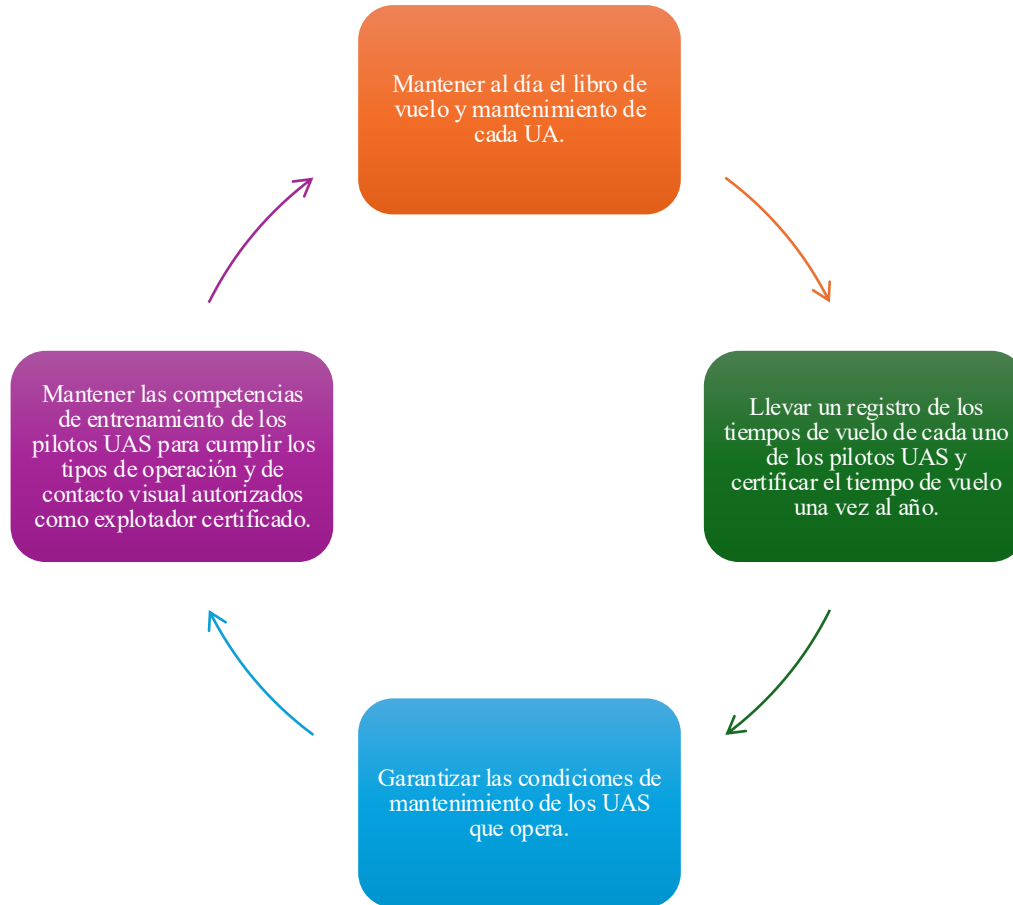 Mantener al día el libro de
vuelo y mantenimiento de
cada UA.
Llevar un registro de los
tiempos de vuelo de cada uno
de los pilotos UAS y
certificar el tiempo de vuelo
una vez al año.
Garantizar las condiciones de
mantenimiento de los UAS
que opera.
Mantener las competencias
de entrenamiento de los
pilotos UAS para cumplir los
tipos de operación y de
contacto visual autorizados
como explotador certificado.